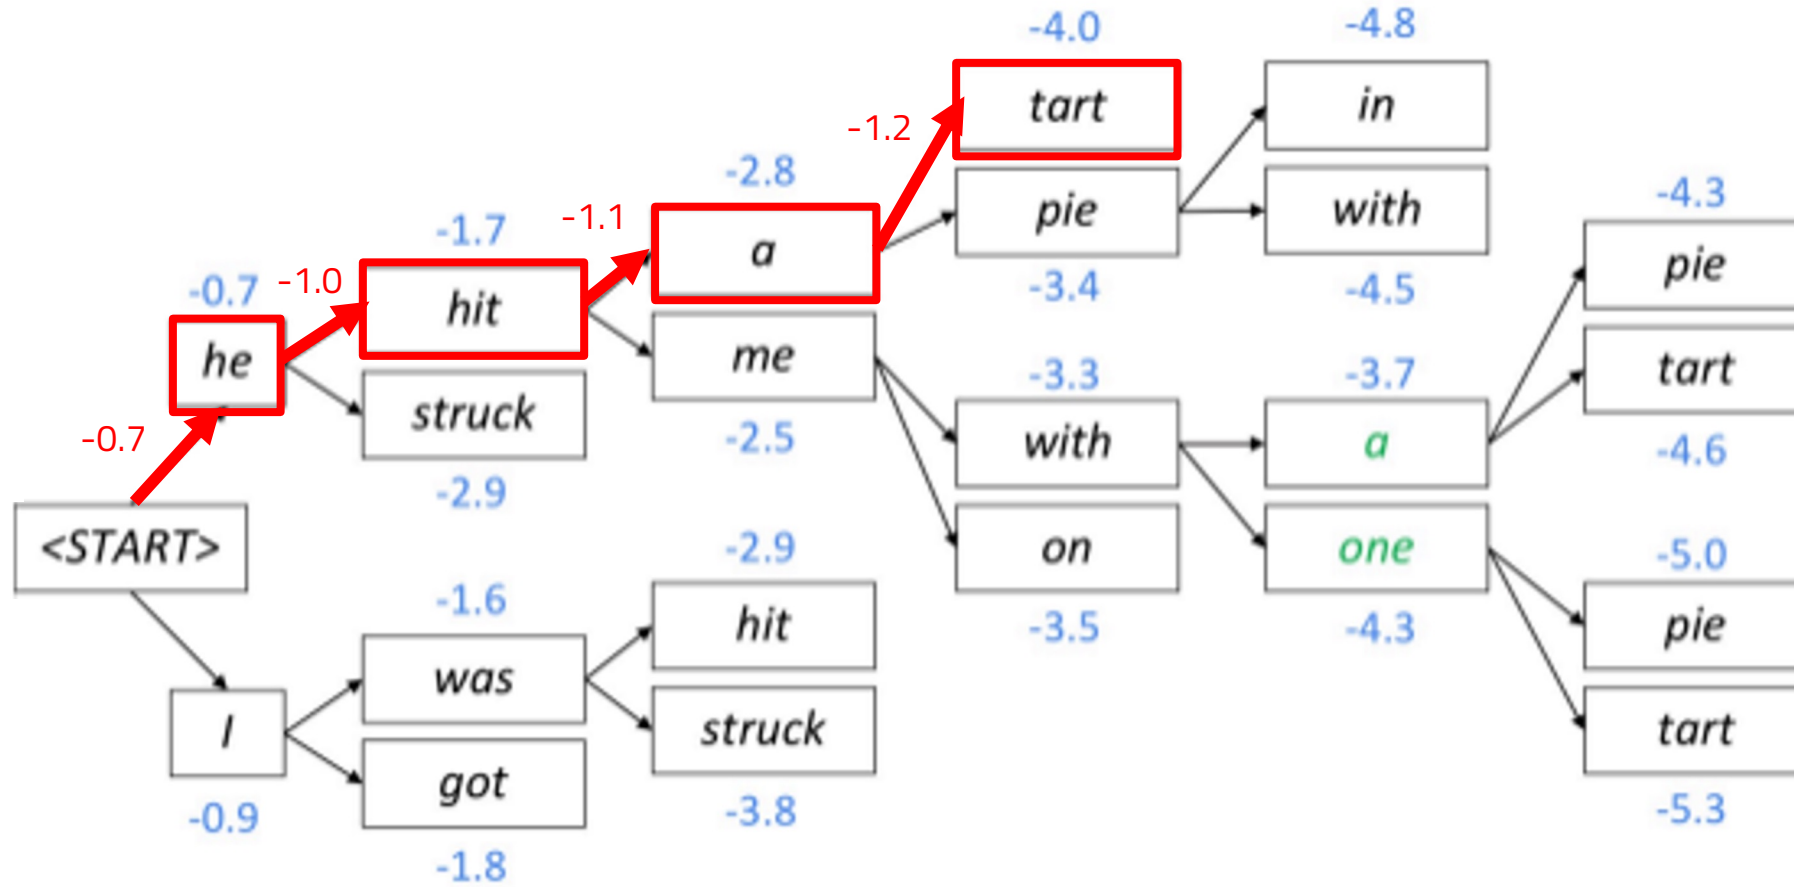 -4.0
-4.8
tart
in
-1.2
-2.8
pie
with
-4.3
-1.7
-1.1
a
-3.4
-4.5
pie
-0.7
-1.0
hit
me
-3.3
-3.7
tart
he
struck
-2.5
with
a
-4.6
-0.7
-2.9
<START>
-2.9
on
one
-5.0
-1.6
hit
-3.5
-4.3
pie
I
was
struck
tart
-0.9
got
-3.8
-5.3
-1.8